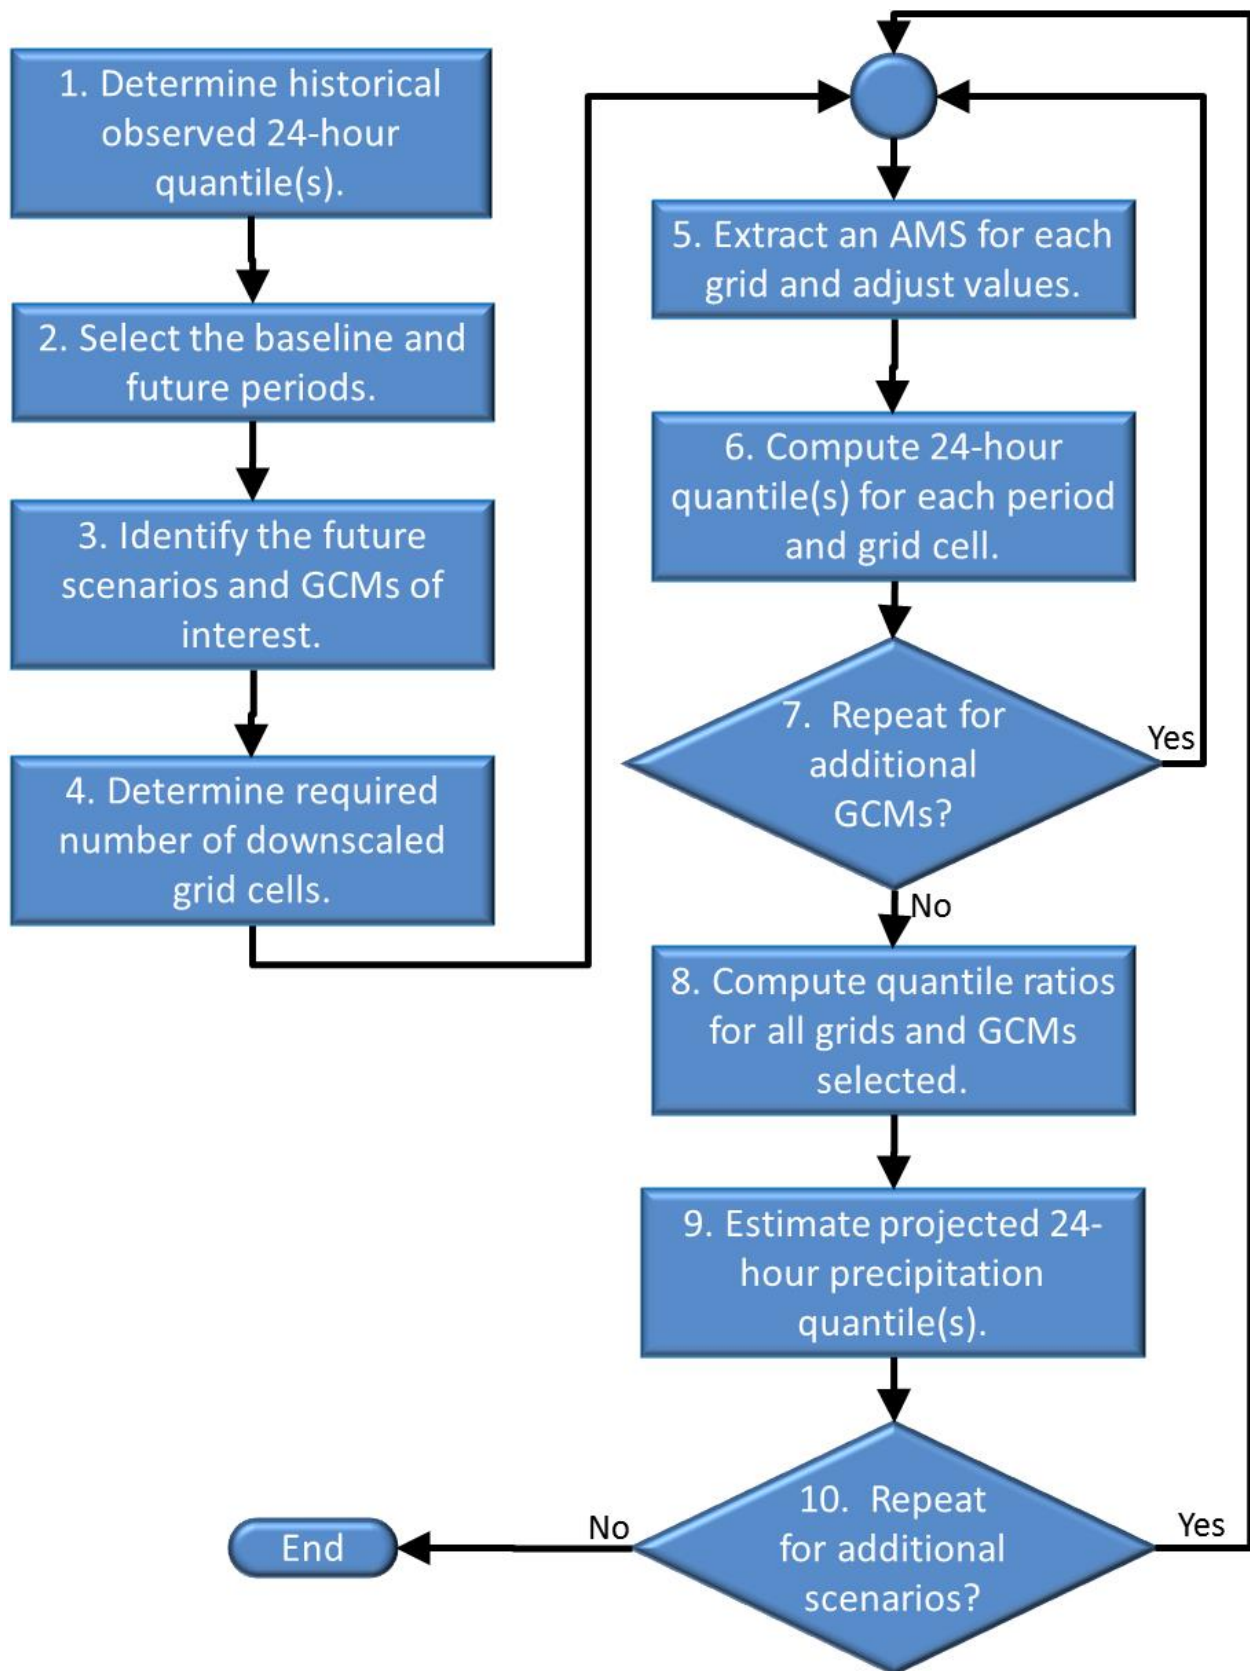 1. Determine historical
observed 24-hour
quantile(s).
2. Select the baseline and
future periods.
3. Identify the future
scenarios and GCMs of
interest.
4. Determine required
number of downscaled
grid cells.
5. Extract an AMS for each
grid and adjust values.
6. Compute 24-hour
quantile(s) for each period
and grid cell.
7. Repeat for
additional
GCMs?
Yes
No
8. Compute quantile ratios
for all grids and GCMs
selected.
9. Estimate projected 24-
hour precipitation
quantile(s).
10. Repeat
for additional
scenarios?
Yes
No
End